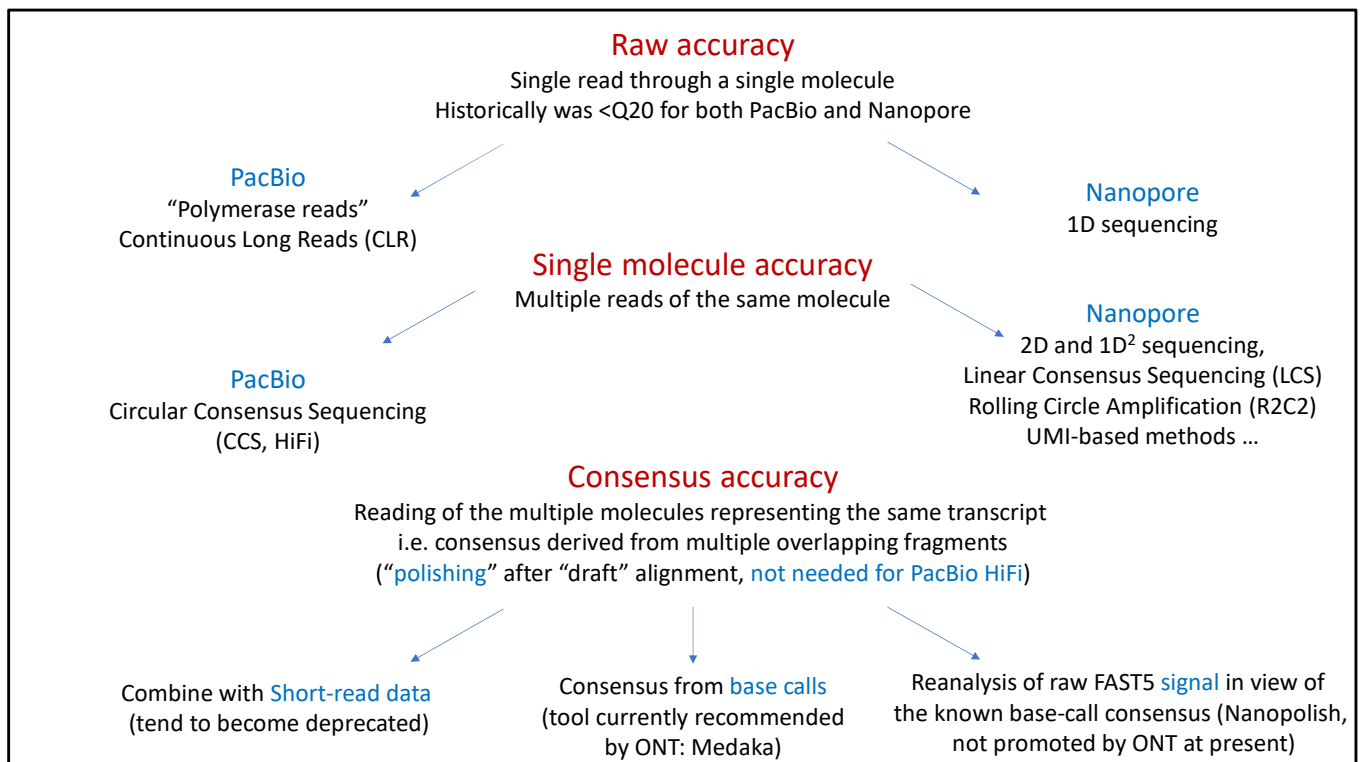 Raw accuracy
Single read through a single molecule
Historically was <Q20 for both PacBio and Nanopore
PacBio
“Polymerase reads”
Continuous Long Reads (CLR)
Nanopore
1D sequencing
Single molecule accuracy
Multiple reads of the same molecule
PacBio
Circular Consensus Sequencing
(CCS, HiFi)
Nanopore
2D and 1D² sequencing,
Linear Consensus Sequencing (LCS)
Rolling Circle Amplification (R2C2)
UMI-based methods …
Consensus accuracy
Reading of the multiple molecules representing the same transcript
i.e. consensus derived from multiple overlapping fragments
(“polishing” after “draft” alignment, not needed for PacBio HiFi)
Combine with Short-read data
(tend to become deprecated)
Consensus from base calls
(tool currently recommended
by ONT: Medaka)
Reanalysis of raw FAST5 signal in view of
the known base-call consensus (Nanopolish,
not promoted by ONT at present)